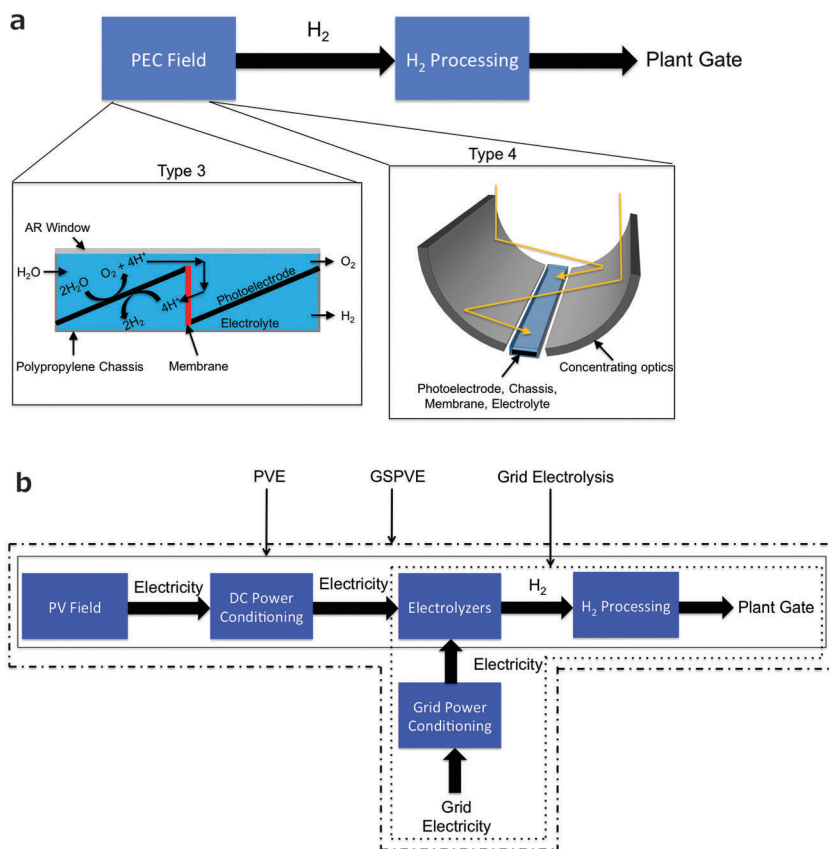 a
PEC Field
H₂
H₂ Processing
Plant Gate
Type 3
AR Window
H₂O
2H₂O
O₂ + 4H⁺
4H⁺
2H₂
Photoelectrode
Electrolyte
O₂
H₂
Polypropylene Chassis
Membrane
Type 4
Concentrating optics
Photoelectrode, Chassis,
Membrane, Electrolyte
b
PVE
GSPVE
Grid Electrolysis
PV Field
Electricity
DC Power
Conditioning
Electricity
Electrolyzers
H₂
H₂ Processing
Plant Gate
Electricity
Grid Power
Conditioning
Grid
Electricity